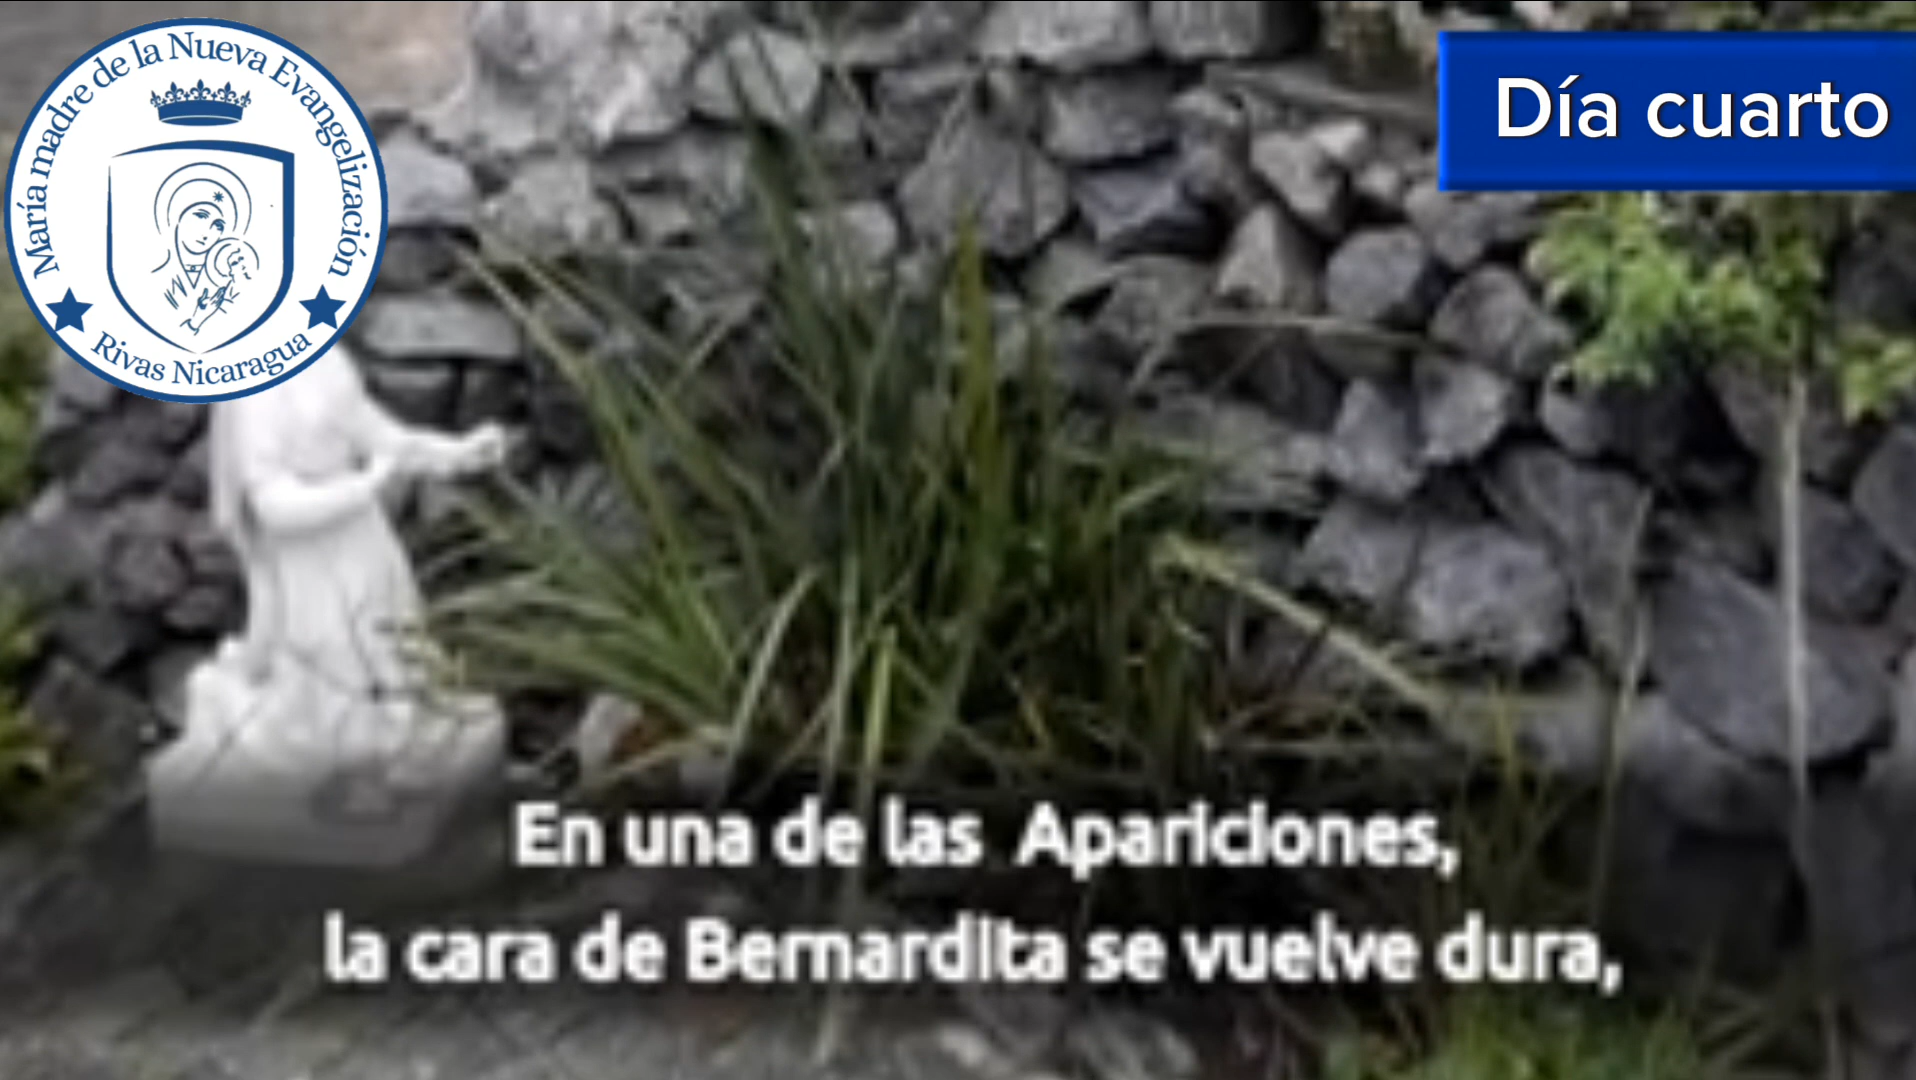 María madre de la Nueva Evangelización
Rivas Nicaragua
Día cuarto
En una de las Apariciones,
la cara de Bernardita se vuelve dura,